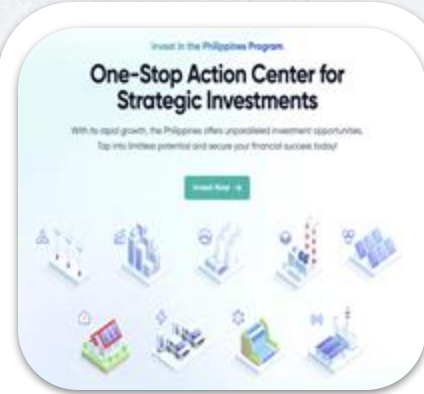 Invest in the Philippines Program
One-Stop Action Center for
Strategic Investments
With its rapid growth, the Philippines offers unparalleled investment opportunities.
Tap into limitless potential and secure your financial success today!
Invest Now →